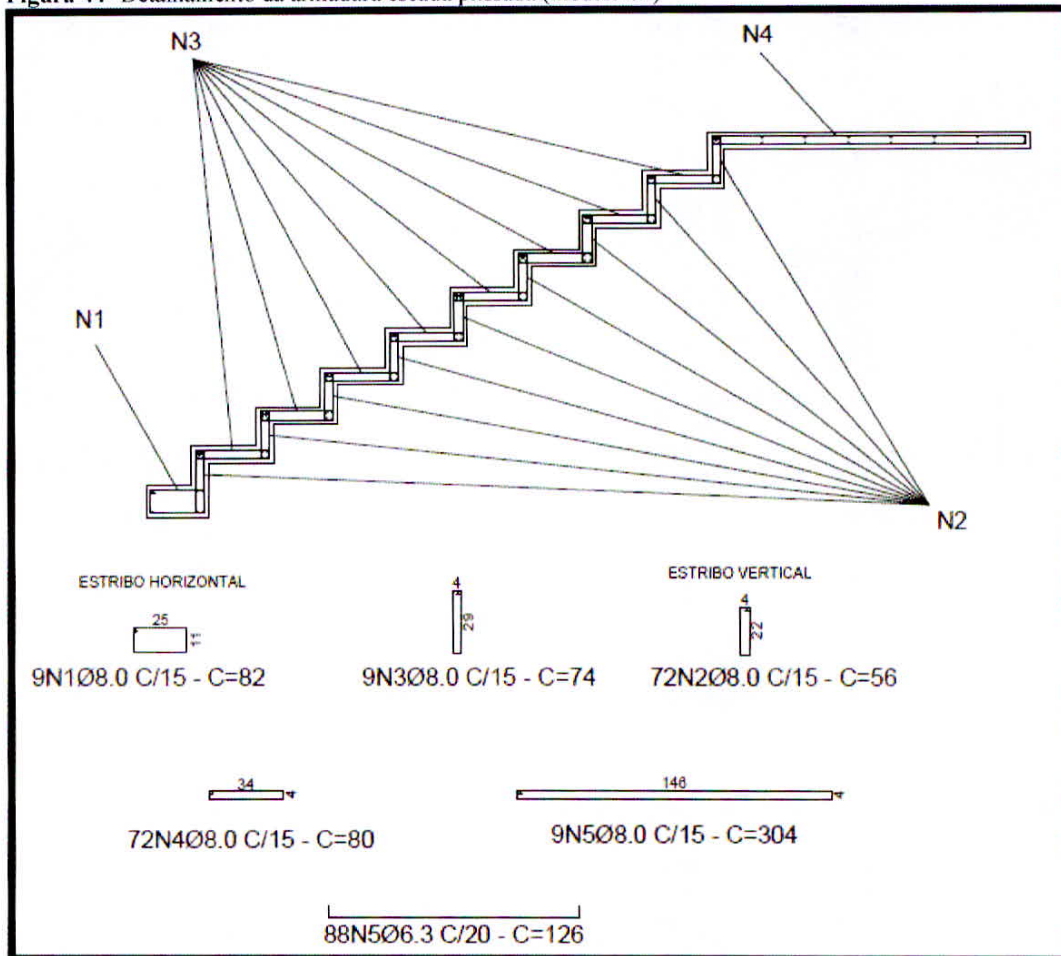 N3
N4
N1
N2
ESTRIBO HORIZONTAL
ESTRIBO VERTICAL
25
11
4
29
4
22
9N1Ø8.0 C/15 - C=82
9N3Ø8.0 C/15 - C=74
72N2Ø8.0 C/15 - C=56
34
4
146
4
72N4Ø8.0 C/15 - C=80
9N5Ø8.0 C/15 - C=304
88N5Ø6.3 C/20 - C=126